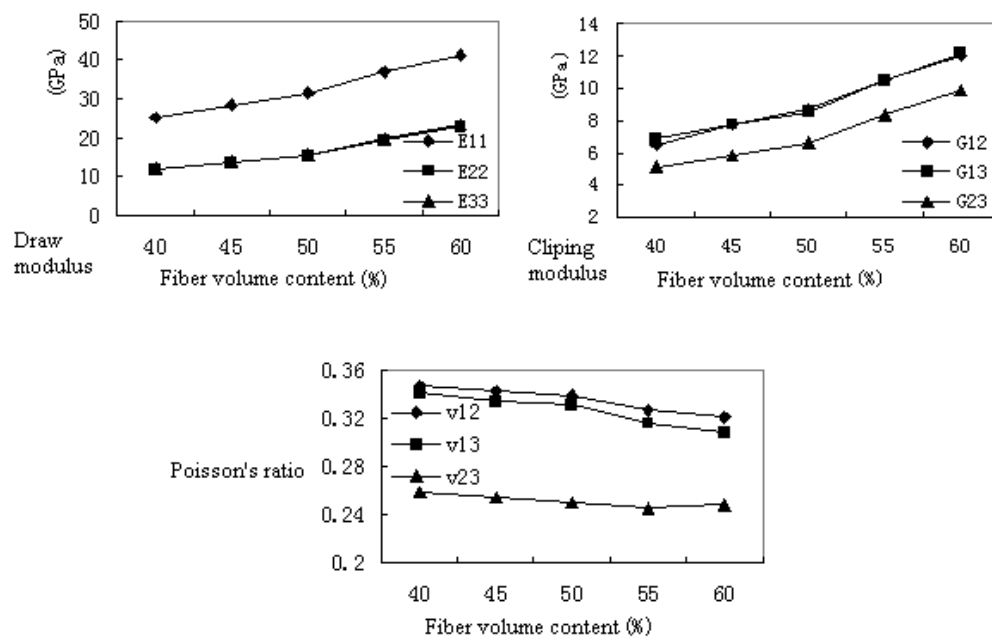 50
40
30
20
10
0
(GPa)
E11
E22
E33
40 45 50 55 60
Draw
modulus
Fiber volume content (%)
14
12
10
8
6
4
2
(GPa)
G12
G13
G23
40 45 50 55 60
Cliping
modulus
Fiber volume content (%)
0.36
0.32
0.28
0.24
0.2
Poisson's ratio
v12
v13
v23
40 45 50 55 60
Fiber volume content (%)